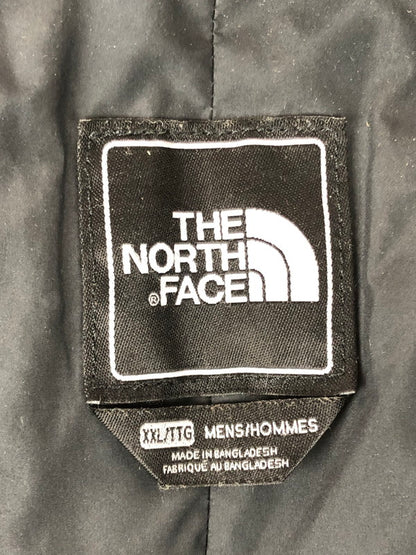 THE
NORTH
®FACE
XXL/TTG MENS/HOMMES
MADE IN BANGLADESH
FABRIQUÉ AU BANGLADESH